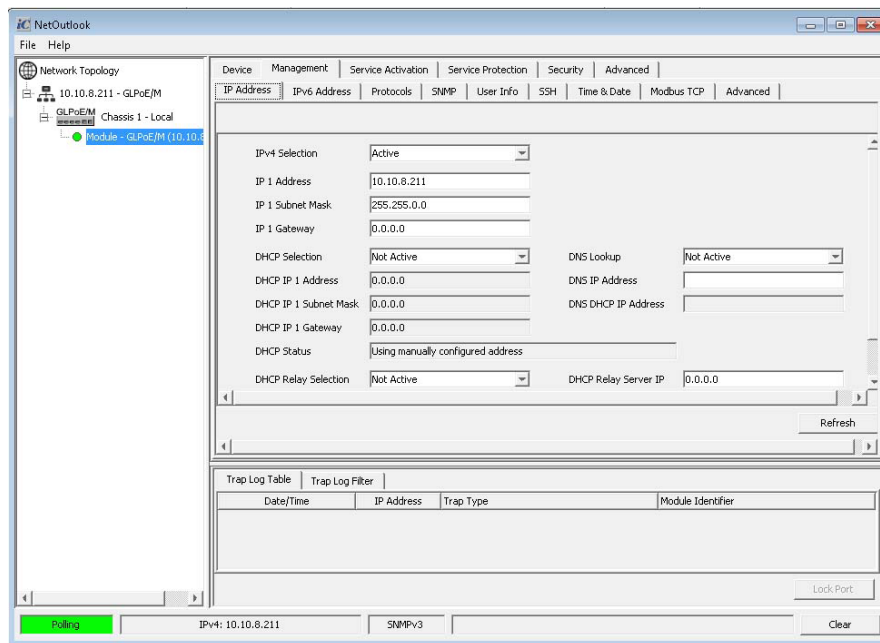 iC NetOutlook
File Help
Network Topology
10.10.8.211 - GLPoE/M
GLPoE/M Chassis 1 - Local
Module - GLPoE/M (10.10.8
Device Management Service Activation Service Protection Security Advanced
IP Address IPv6 Address Protocols SNMP User Info SSH Time & Date Modbus TCP Advanced
IPv4 Selection Active
IP 1 Address 10.10.8.211
IP 1 Subnet Mask 255.255.0.0
IP 1 Gateway 0.0.0.0
DHCP Selection Not Active DNS Lookup Not Active
DHCP IP 1 Address 0.0.0.0 DNS IP Address
DHCP IP 1 Subnet Mask 0.0.0.0 DNS DHCP IP Address
DHCP IP 1 Gateway 0.0.0.0
DHCP Status Using manually configured address
DHCP Relay Selection Not Active DHCP Relay Server IP 0.0.0.0
Refresh
Trap Log Table Trap Log Filter
Date/Time IP Address Trap Type Module Identifier
Lock Port
Polling IPv4: 10.10.8.211 SNMPv3 Clear